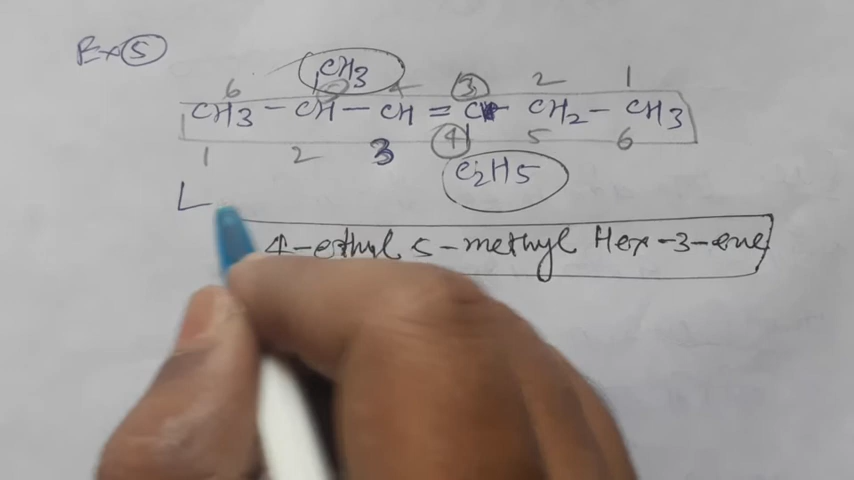 Ex 5
CH3
6 4 3 2 1
CH3 - CH - CH = C - CH2 - CH3
1 2 3 4 5 6
C2H5
L
4-ethyl 5-methyl Hex-3-ene